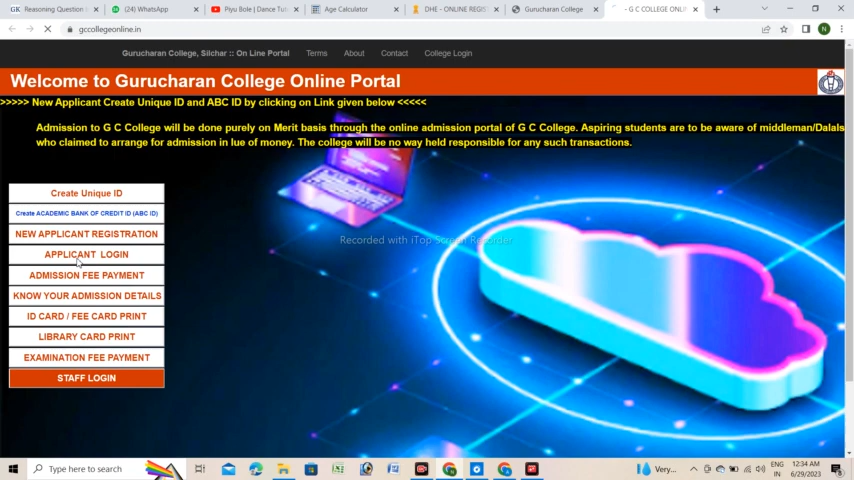 Reasoning Question
(24) WhatsApp
Piyu Bole | Dance Tut
Age Calculator
DHE - ONLINE REGIS
Gurucharan College
- G C COLLEGE ONLI
gccollegeonline.in
N
Gurucharan College, Silchar :: On Line Portal
Terms
About
Contact
College Login
Welcome to Gurucharan College Online Portal
>>>>> New Applicant Create Unique ID and ABC ID by clicking on Link given below <<<<<
Admission to G C College will be done purely on Merit basis through the online admission portal of G C College. Aspiring students are to be aware of middleman/Dalals
who claimed to arrange for admission in lue of money. The college will be no way held responsible for any such transactions.
Create Unique ID
Create ACADEMIC BANK OF CREDIT ID (ABC ID)
NEW APPLICANT REGISTRATION
Recorded with iTop Screen Recorder
APPLICANT LOGIN
ADMISSION FEE PAYMENT
KNOW YOUR ADMISSION DETAILS
ID CARD / FEE CARD PRINT
LIBRARY CARD PRINT
EXAMINATION FEE PAYMENT
STAFF LOGIN
Type here to search
Very...
ENG
IN
12:34 AM
6/29/2023